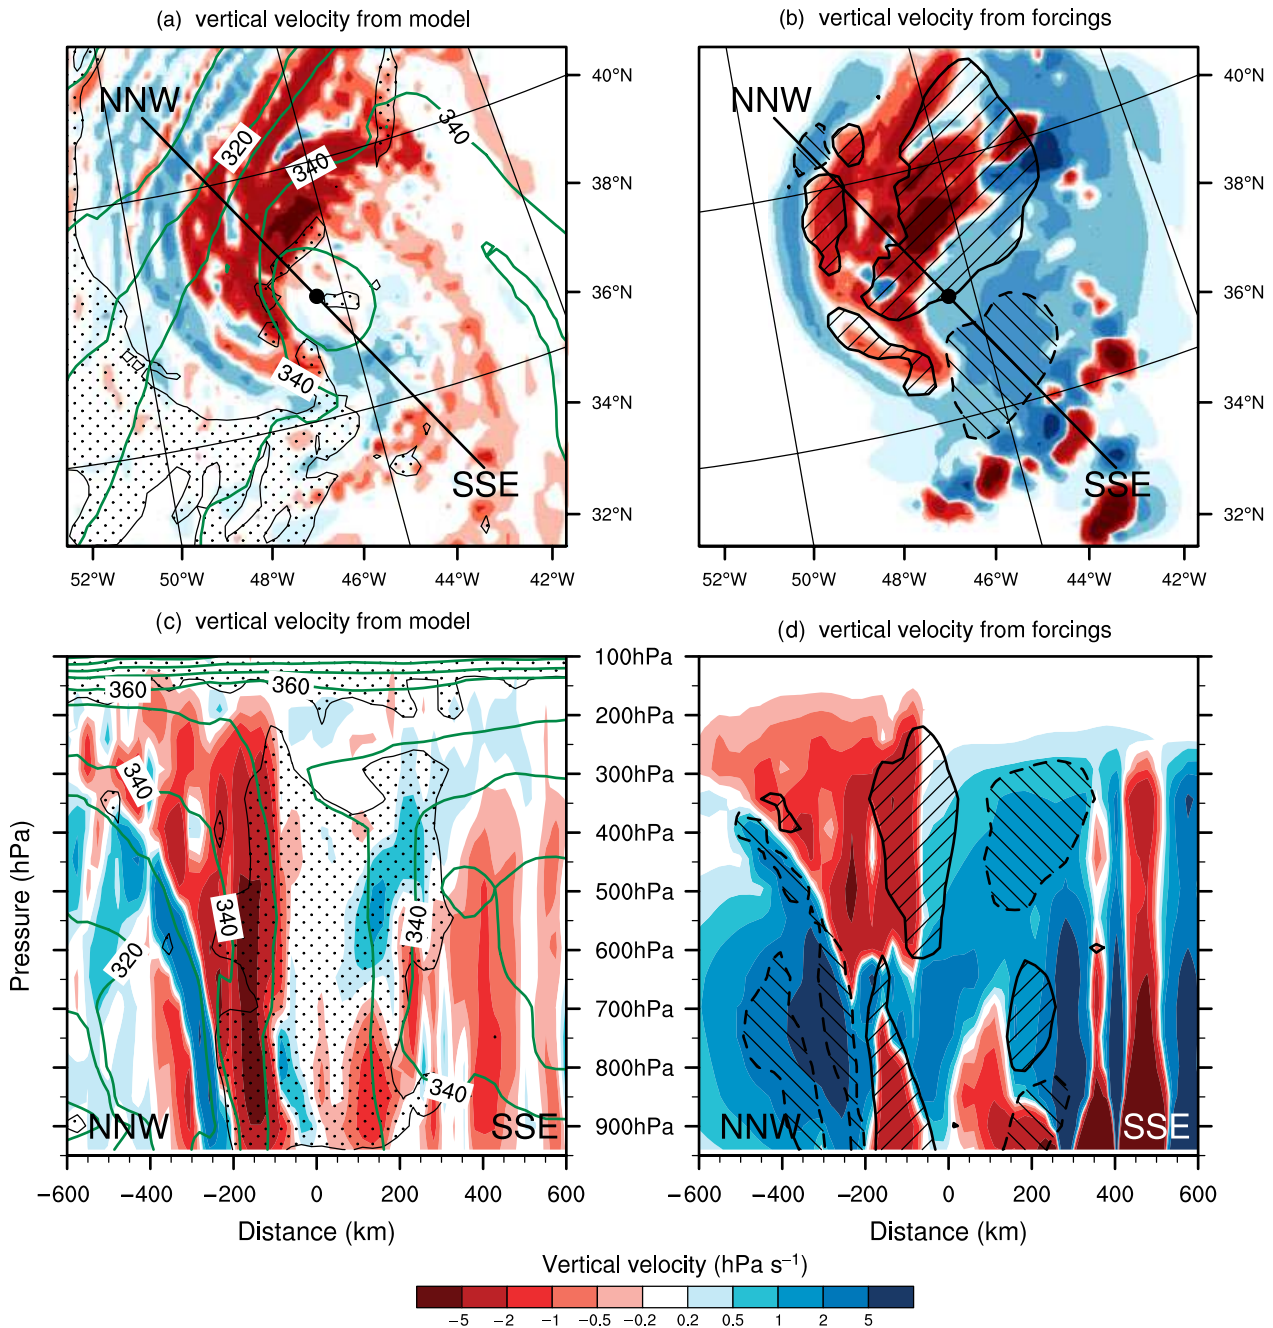 (a) vertical velocity from model
(b) vertical velocity from forcings
NNW
320
340
340
340
SSE
NNW
SSE
40°N
38°N
36°N
34°N
32°N
40°N
38°N
36°N
34°N
32°N
52°W 50°W 48°W 46°W 44°W 42°W
52°W 50°W 48°W 46°W 44°W 42°W
(c) vertical velocity from model
(d) vertical velocity from forcings
Pressure (hPa)
360
360
340
340
340
320
340
NNW
SSE
100hPa
200hPa
300hPa
400hPa
500hPa
600hPa
700hPa
800hPa
900hPa
NNW
SSE
−600 −400 −200 0 200 400 600
−600 −400 −200 0 200 400 600
Distance (km)
Distance (km)
Vertical velocity (hPa s⁻¹)
−5 −2 −1 −0.5 −0.2 0.2 0.5 1 2 5